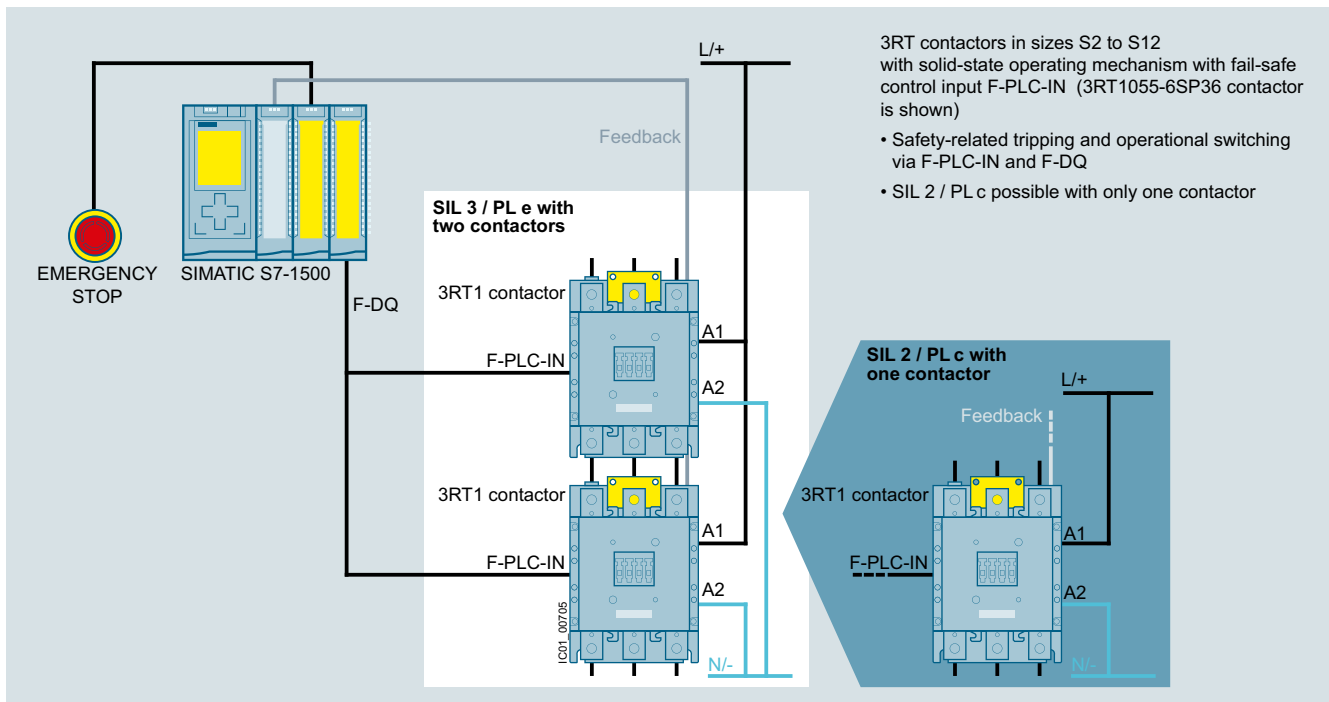 L/+
3RT contactors in sizes S2 to S12
with solid-state operating mechanism with fail-safe
control input F-PLC-IN (3RT1055-6SP36 contactor
is shown)
• Safety-related tripping and operational switching
via F-PLC-IN and F-DQ
• SIL 2 / PL c possible with only one contactor
Feedback
EMERGENCY
STOP
SIMATIC S7-1500
F-DQ
SIL 3 / PL e with
two contactors
3RT1 contactor
A1
F-PLC-IN
A2
3RT1 contactor
A1
F-PLC-IN
A2
IC01_00705
N/-
SIL 2 / PL c with
one contactor
L/+
Feedback
3RT1 contactor
A1
F-PLC-IN
A2
N/-